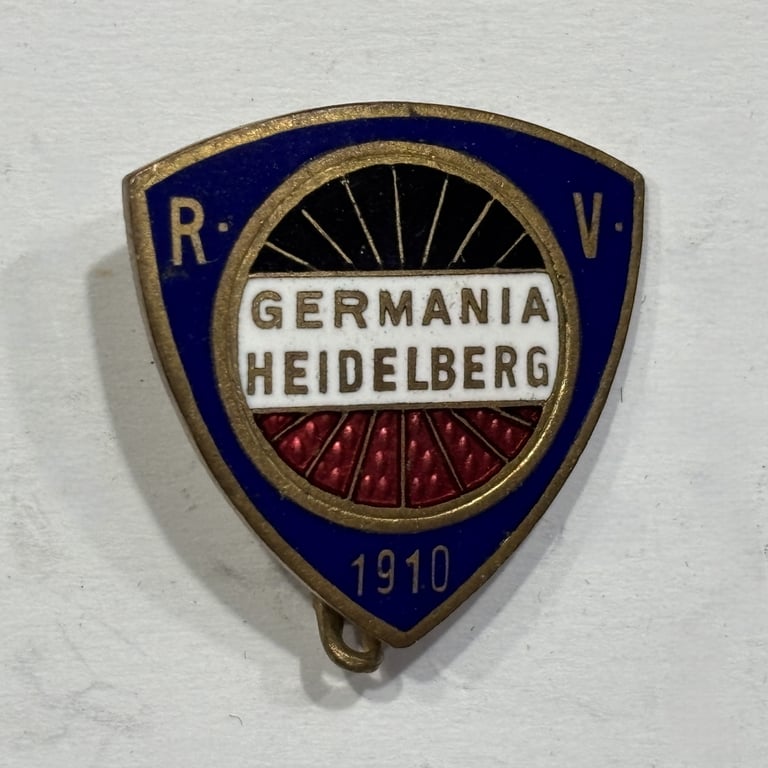 R. V.
GERMANIA
HEIDELBERG
1910